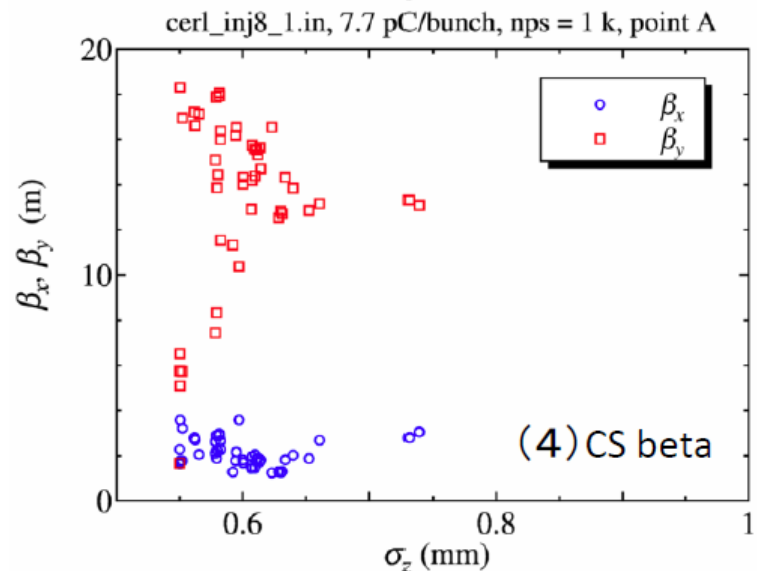 cerl_inj8_1.in, 7.7 pC/bunch, nps = 1 k, point A
20
βx
βy
βx, βy (m)
10
(4) CS beta
0
0.6
0.8
1
σz (mm)